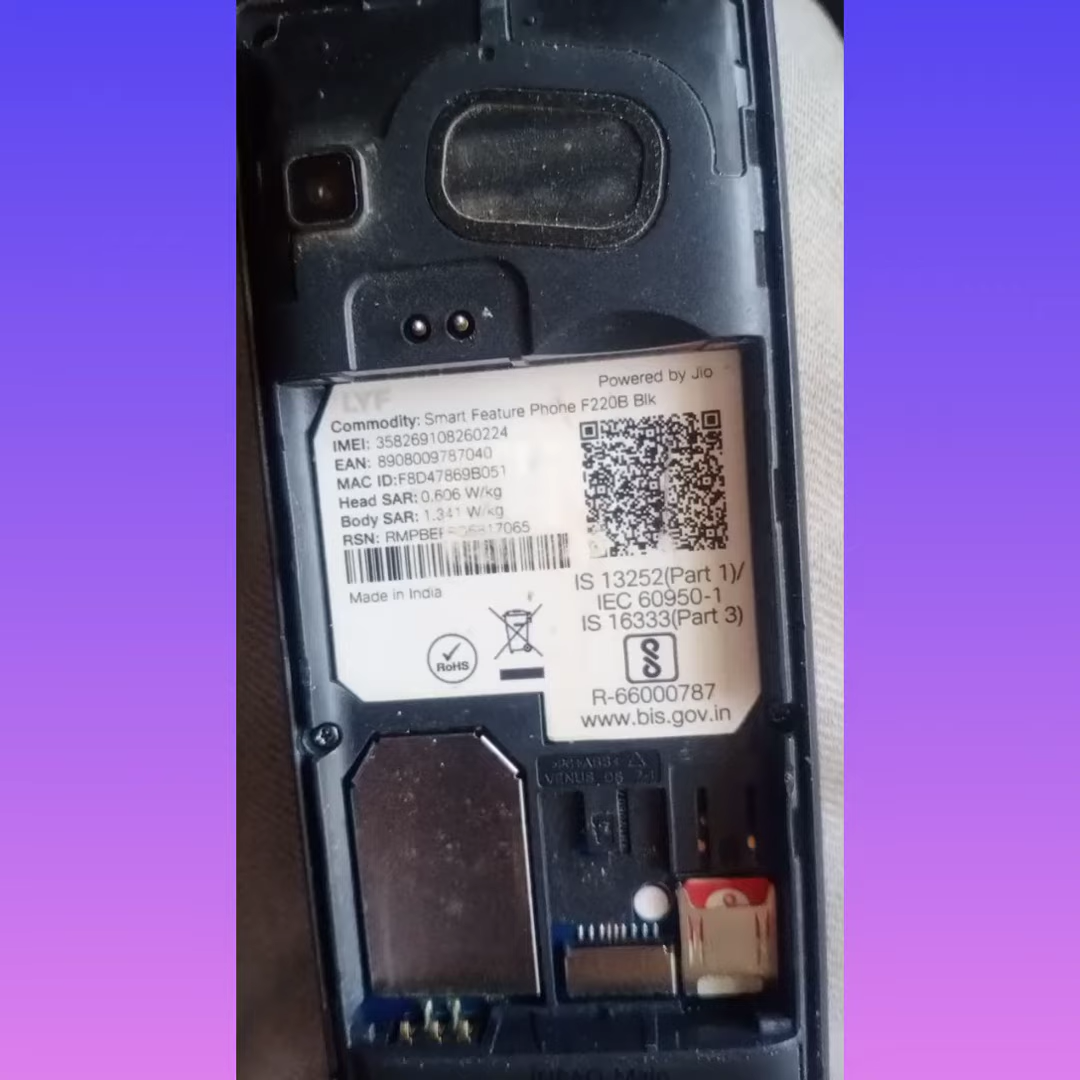 LYF
Powered by Jio
Commodity: Smart Feature Phone F220B Blk
IMEI: 358269108260224
EAN: 8908009787040
MAC ID:F8D47869B051
Head SAR: 0.606 W/kg
Body SAR: 1.341 W/kg
RSN:
Made in India
IS 13252(Part 1)/
IEC 60950-1
IS 16333(Part 3)
RoHS
R-66000787
www.bis.gov.in